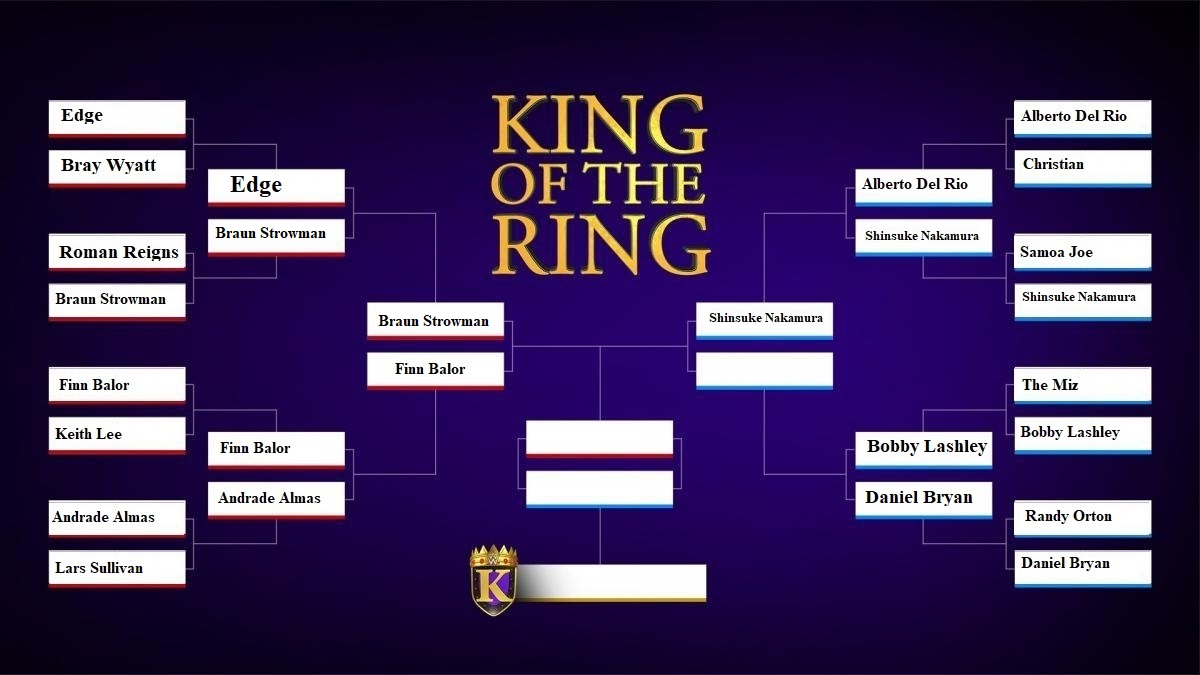 KING
OF THE
RING
Edge
Bray Wyatt
Roman Reigns
Braun Strowman
Finn Balor
Keith Lee
Andrade Almas
Lars Sullivan
Edge
Braun Strowman
Finn Balor
Andrade Almas
Braun Strowman
Finn Balor
Shinsuke Nakamura
Alberto Del Rio
Shinsuke Nakamura
Bobby Lashley
Daniel Bryan
Alberto Del Rio
Christian
Samoa Joe
Shinsuke Nakamura
The Miz
Bobby Lashley
Randy Orton
Daniel Bryan
K